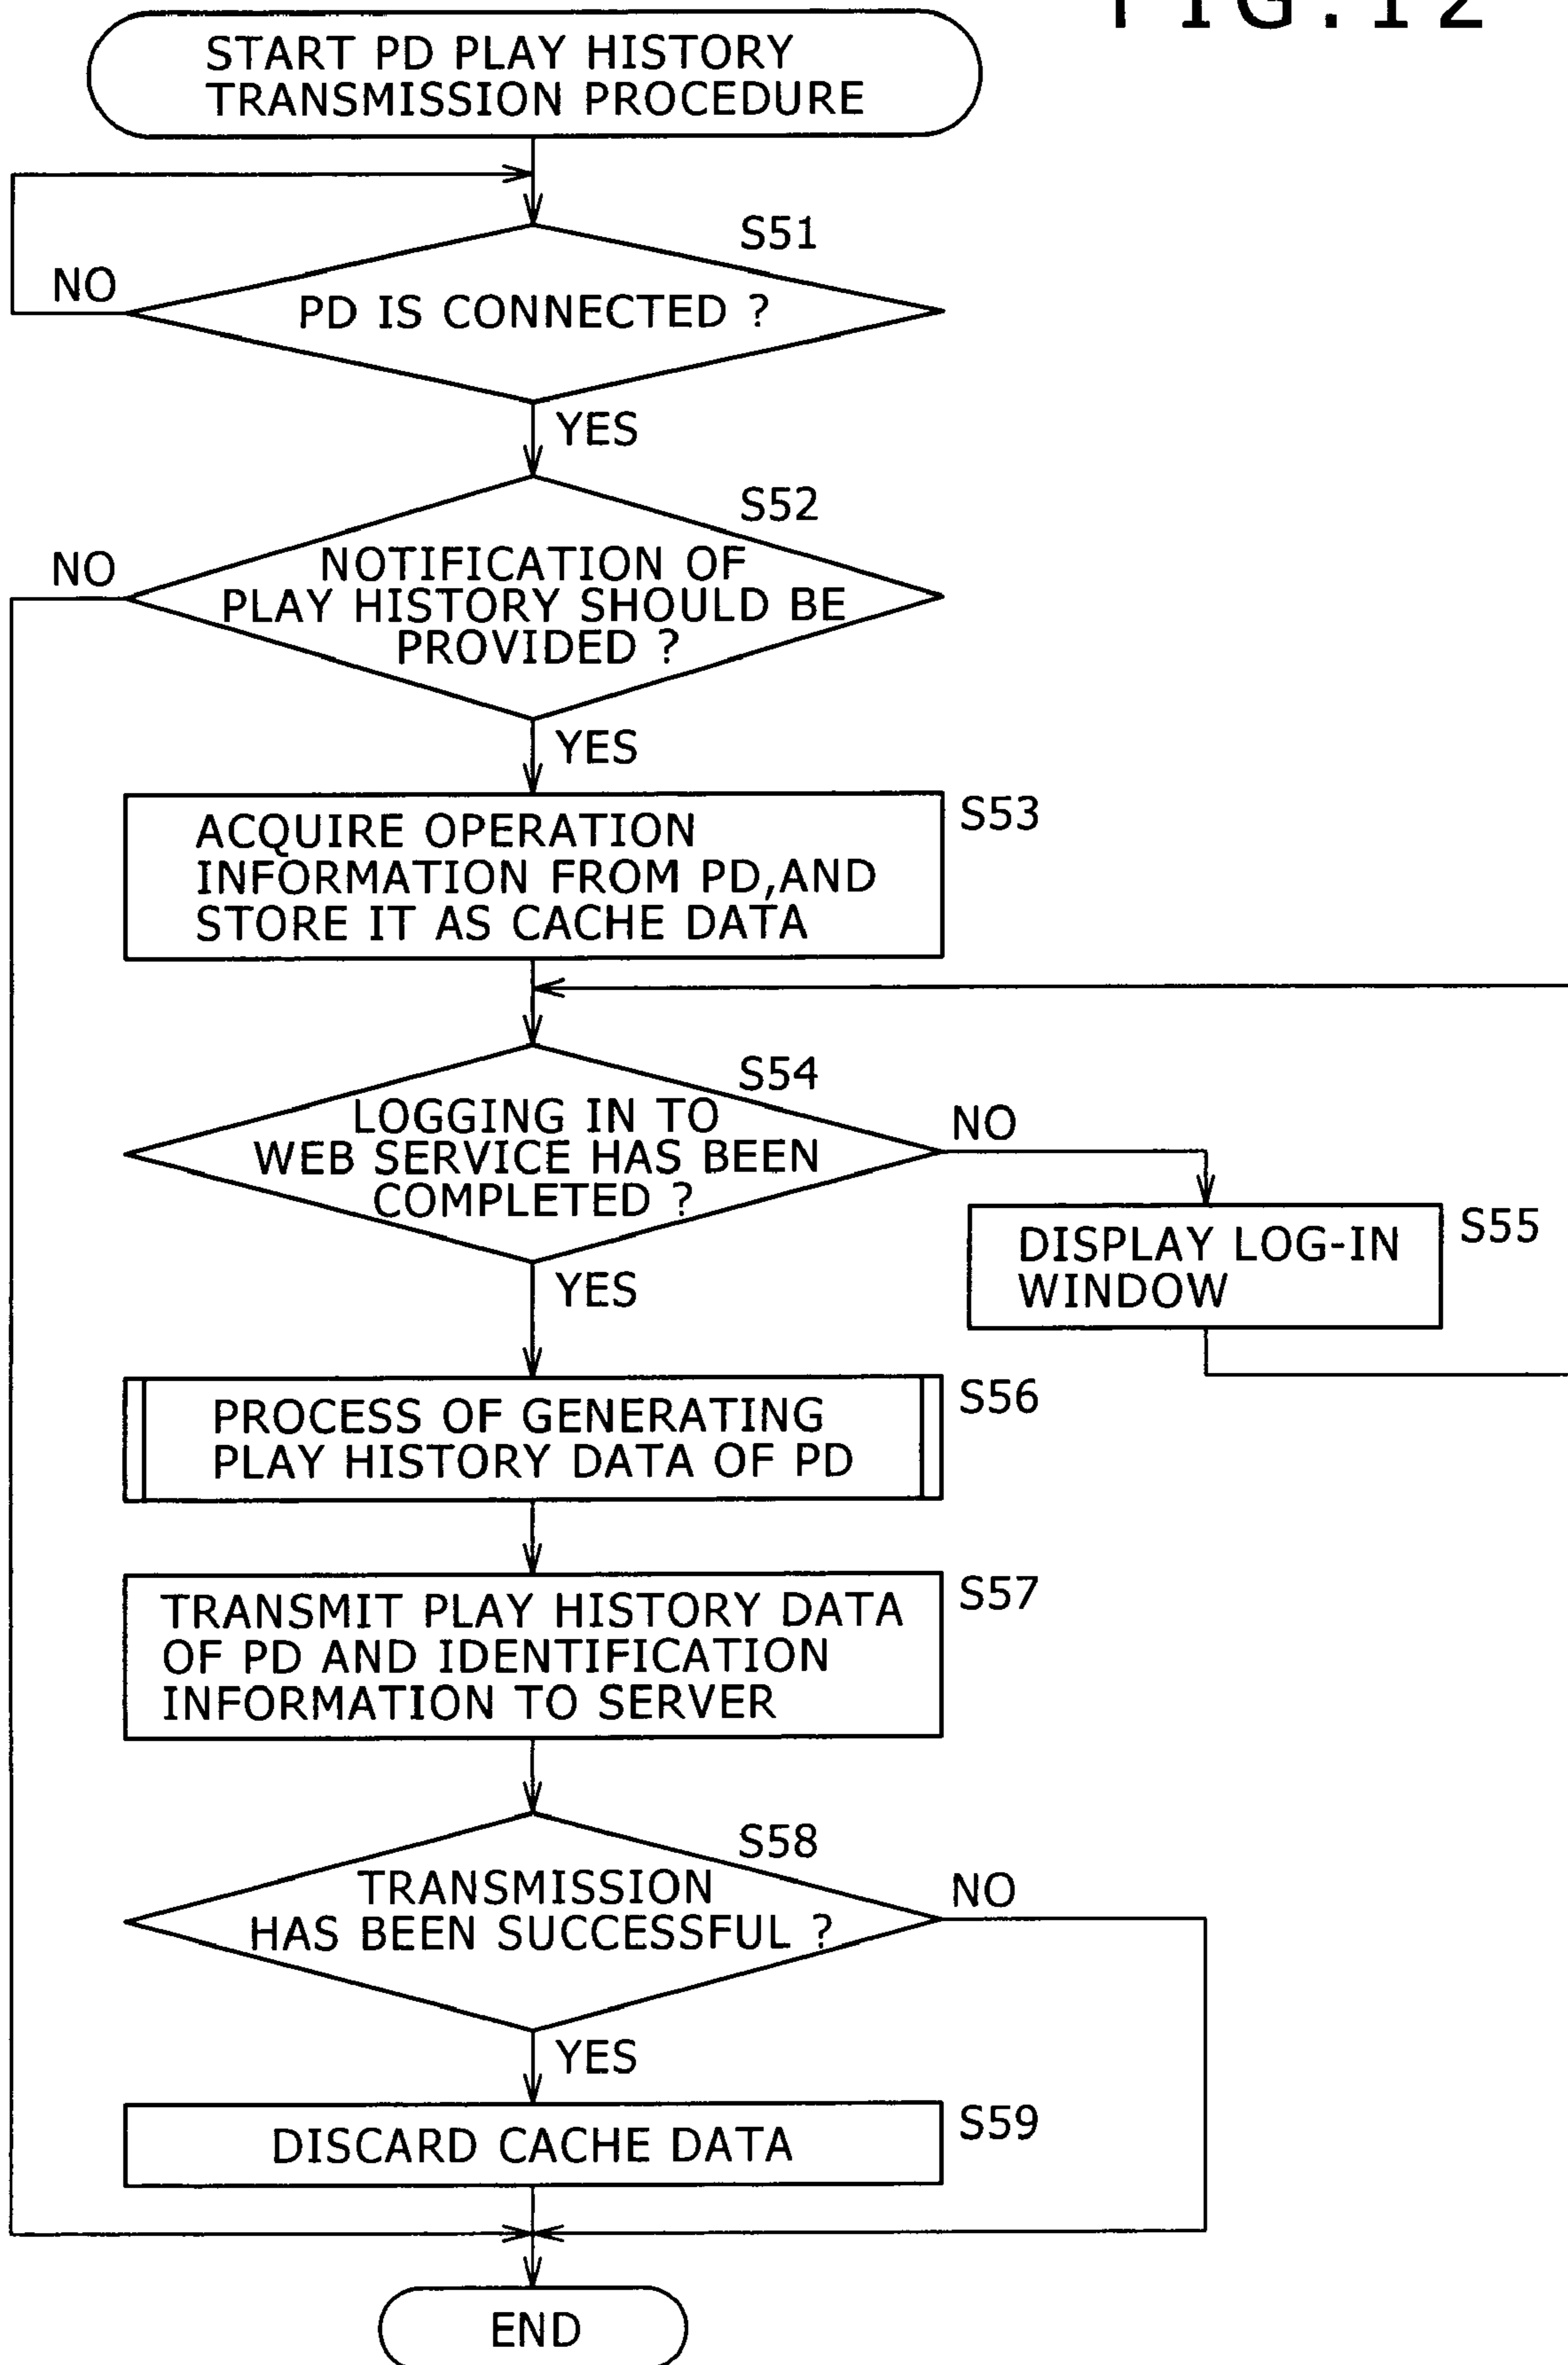 FIG.12
START PD PLAY HISTORY
TRANSMISSION PROCEDURE
S51
NO
PD IS CONNECTED ?
YES
S52
NO
NOTIFICATION OF
PLAY HISTORY SHOULD BE
PROVIDED ?
YES
S53
ACQUIRE OPERATION
INFORMATION FROM PD,AND
STORE IT AS CACHE DATA
S54
LOGGING IN TO
WEB SERVICE HAS BEEN
COMPLETED ?
NO
S55
DISPLAY LOG-IN
WINDOW
YES
S56
PROCESS OF GENERATING
PLAY HISTORY DATA OF PD
S57
TRANSMIT PLAY HISTORY DATA
OF PD AND IDENTIFICATION
INFORMATION TO SERVER
S58
TRANSMISSION
HAS BEEN SUCCESSFUL ?
NO
YES
S59
DISCARD CACHE DATA
END